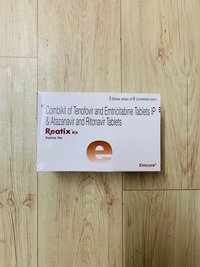 Combikit of Tenofovir and Emtricitabine Tablets IP
& Atazanavir and Ritonavir Tablets
Reatix Kit
e
Emcure